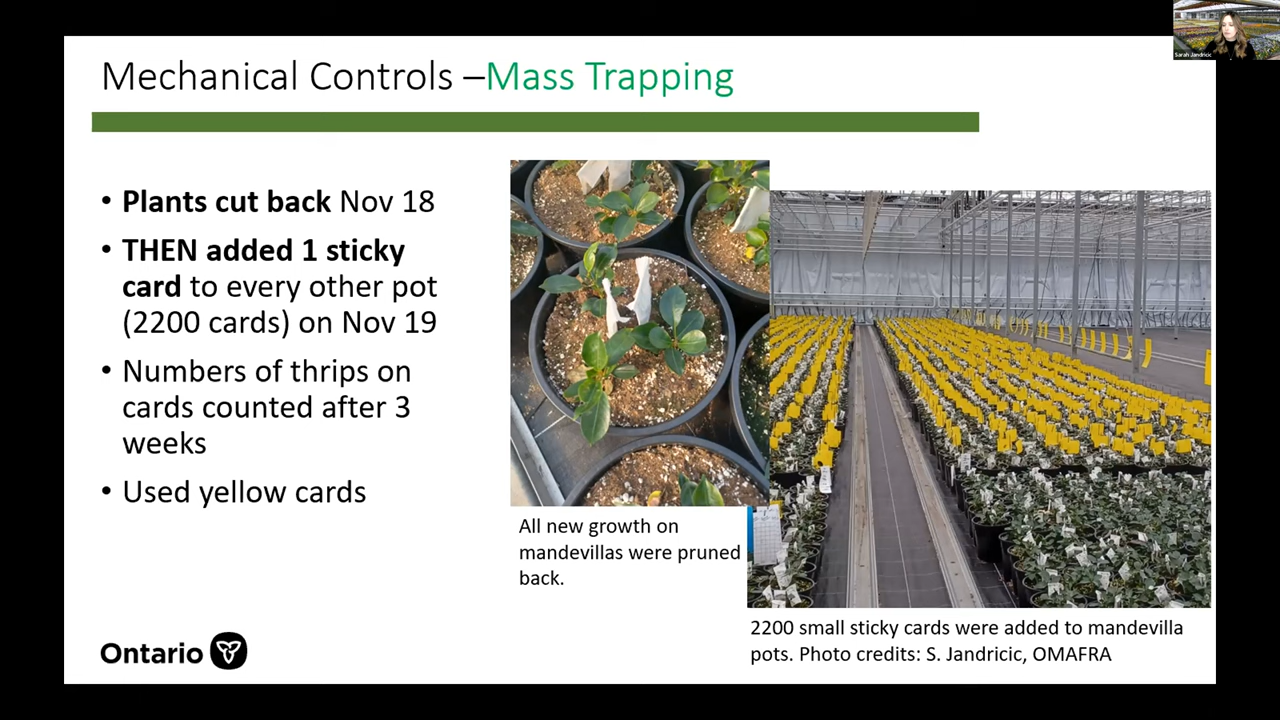 Sarah Jandricic
Mechanical Controls –Mass Trapping
• Plants cut back Nov 18
• THEN added 1 sticky
card to every other pot
(2200 cards) on Nov 19
• Numbers of thrips on
cards counted after 3
weeks
• Used yellow cards
All new growth on
mandevillas were pruned
back.
2200 small sticky cards were added to mandevilla
pots. Photo credits: S. Jandricic, OMAFRA
Ontario